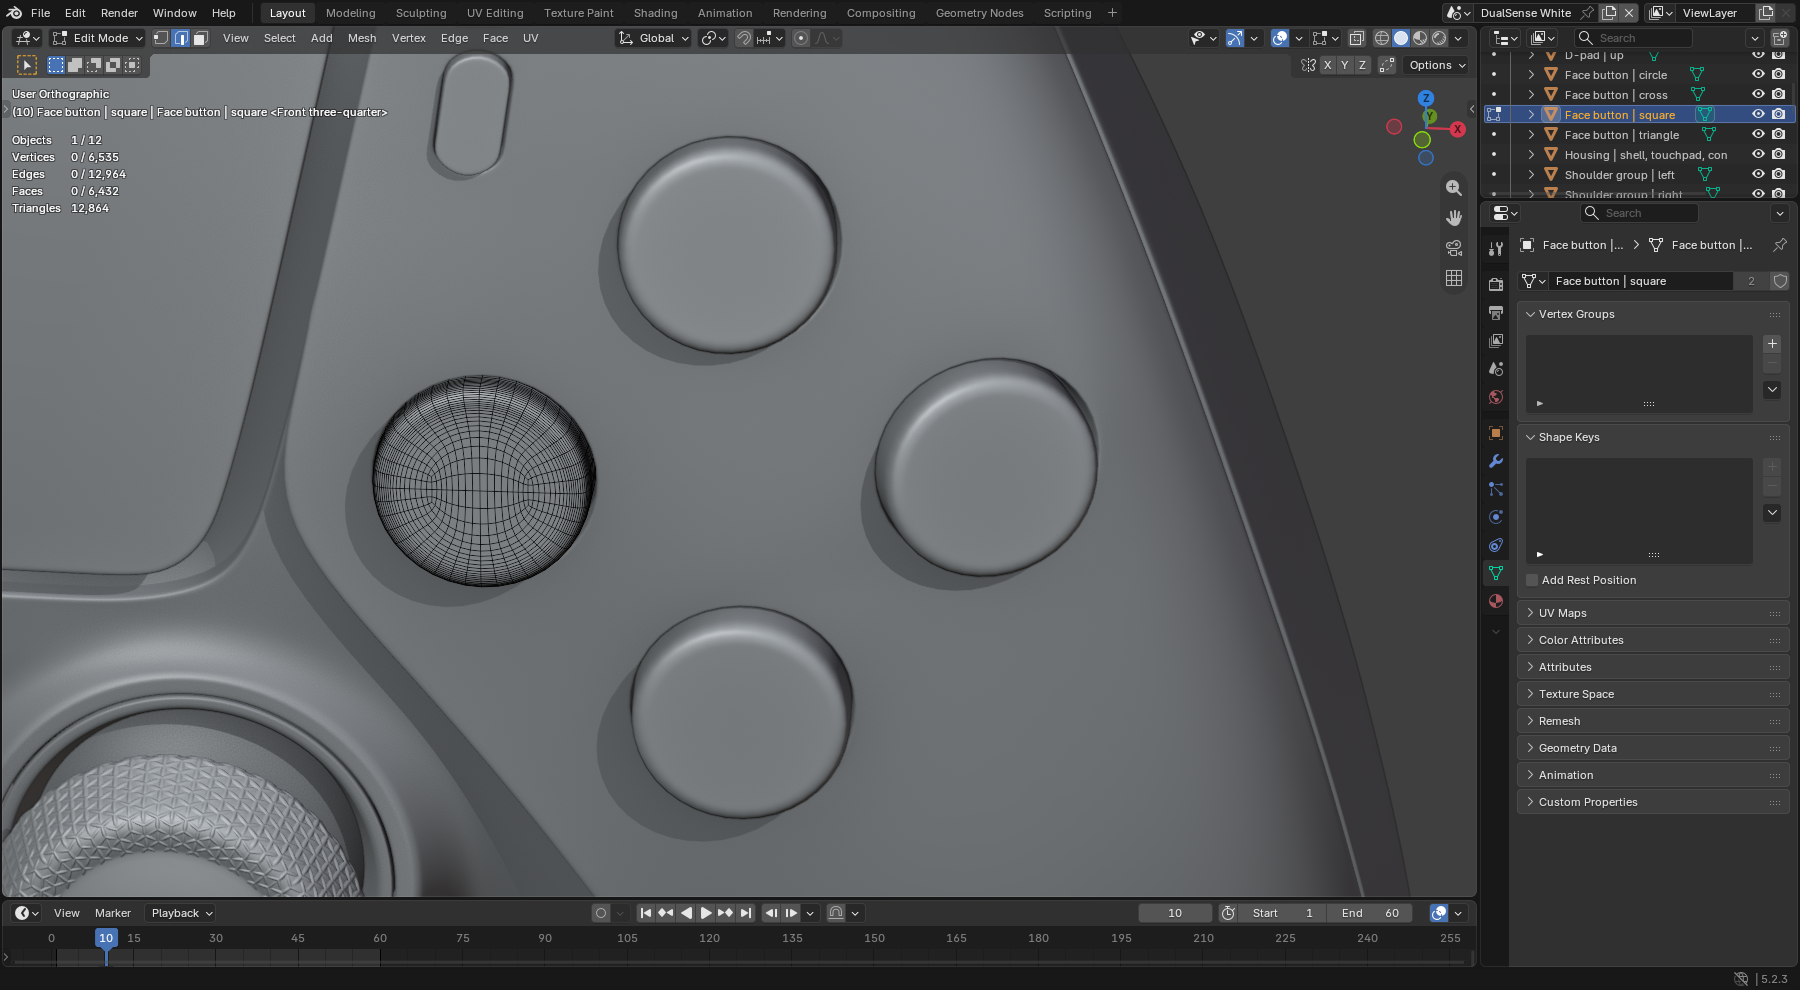 File Edit Render Window Help Layout Modeling Sculpting UV Editing Texture Paint Shading Animation Rendering Compositing Geometry Nodes Scripting + DualSense White ViewLayer
Edit Mode View Select Add Mesh Vertex Edge Face UV Global Search
X Y Z Options
User Orthographic
(10) Face button | square | Face button | square <Front three-quarter>
Objects 1 / 12
Vertices 0 / 6,535
Edges 0 / 12,964
Faces 0 / 6,432
Triangles 12,864
Z
Y
X
D-pad | up
Face button | circle
Face button | cross
Face button | square
Face button | triangle
Housing | shell, touchpad, con
Shoulder group | left
Shoulder group | right
Search
Face button |... Face button |...
Face button | square 2
Vertex Groups
Shape Keys
Add Rest Position
UV Maps
Color Attributes
Attributes
Texture Space
Remesh
Geometry Data
Animation
Custom Properties
View Marker Playback 10 Start 1 End 60
0 10 15 30 45 60 75 90 105 120 135 150 165 180 195 210 225 240 255
5.2.3